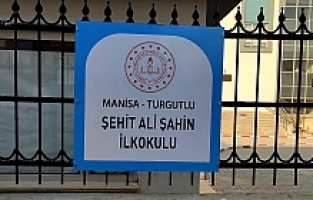 MANİSA - TURGUTLU
ŞEHİT ALİ ŞAHİN
İLKOKULU